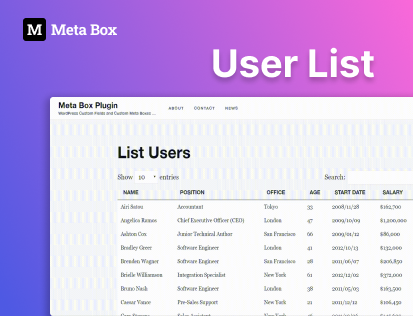 M Meta Box
User List
Meta Box Plugin
WordPress Custom Fields and Custom Meta Boxes ...
ABOUT CONTACT NEWS
List Users
Show 10 entries
Search:
NAME POSITION OFFICE AGE START DATE SALARY
Airi Satou Accountant Tokyo 33 2008/11/28 $162,700
Angelica Ramos Chief Executive Officer (CEO) London 47 2009/10/09 $1,200,000
Ashton Cox Junior Technical Author San Francisco 66 2009/01/12 $86,000
Bradley Greer Software Engineer London 41 2012/10/13 $132,000
Brenden Wagner Software Engineer San Francisco 28 2011/06/07 $206,850
Brielle Williamson Integration Specialist New York 61 2012/12/02 $372,000
Bruno Nash Software Engineer London 38 2011/05/03 $163,500
Caesar Vance Pre-Sales Support New York 21 2011/12/12 $106,450